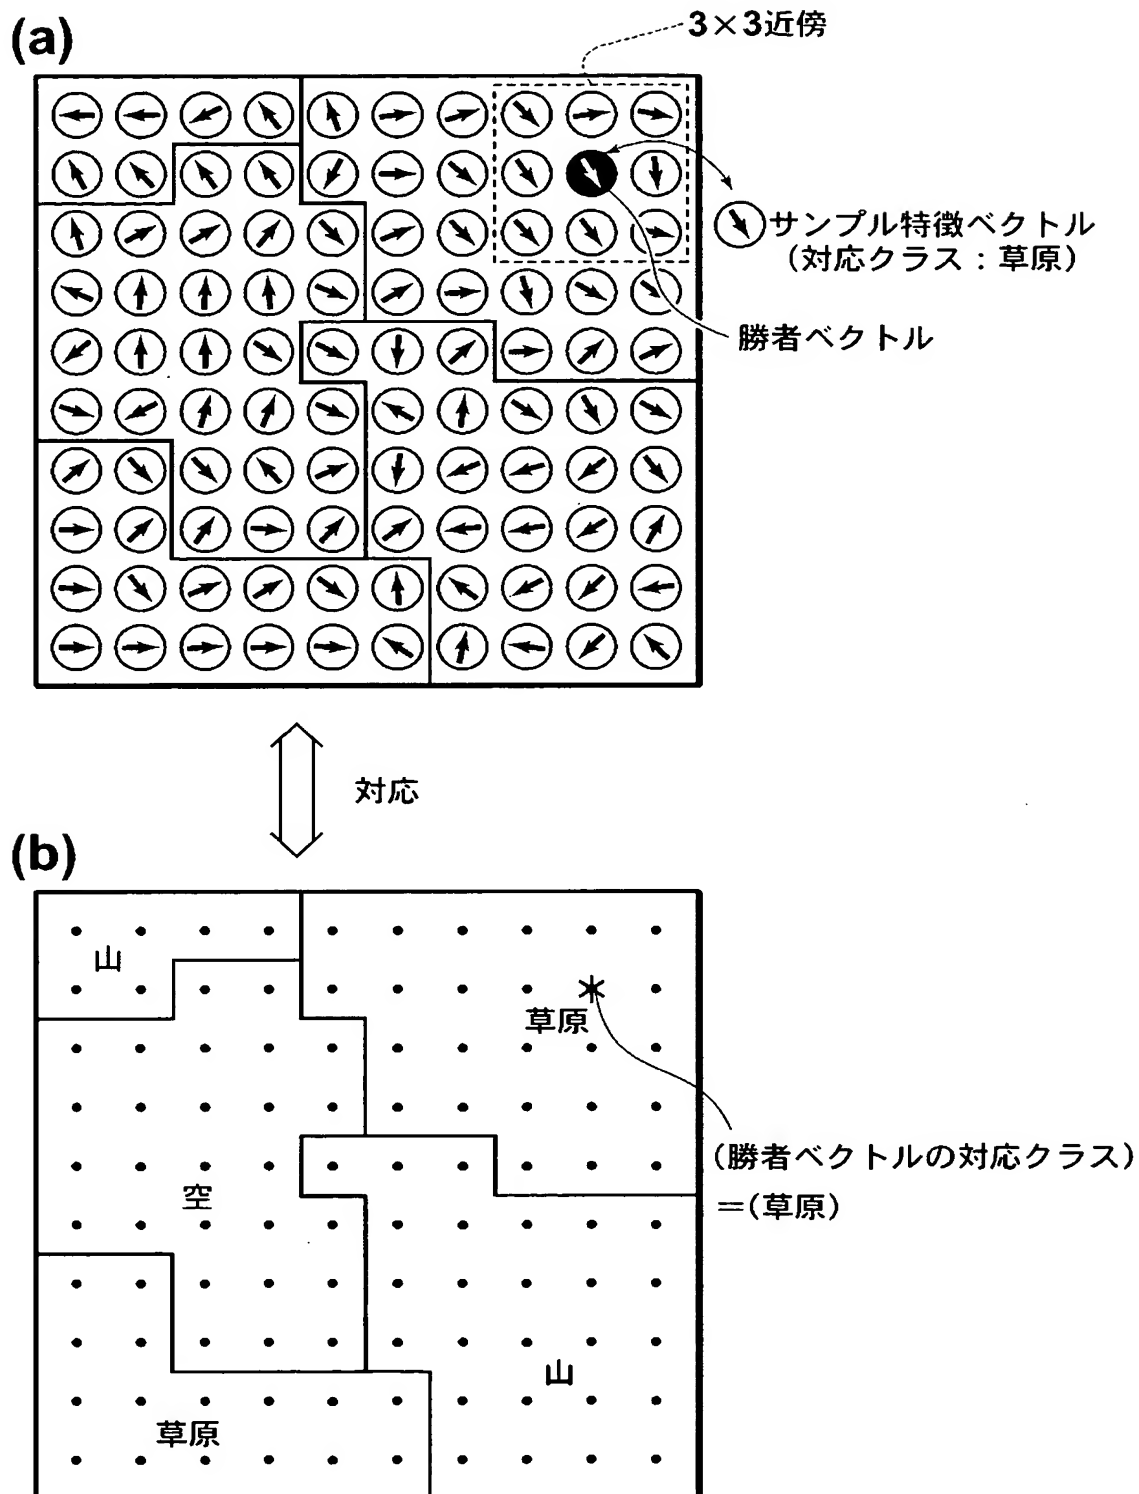 (a)
3×3近傍
サンプル特徴ベクトル
(対応クラス：草原)
勝者ベクトル
対応
(b)
山
草原
(勝者ベクトルの対応クラス)
＝(草原)
空
山
草原